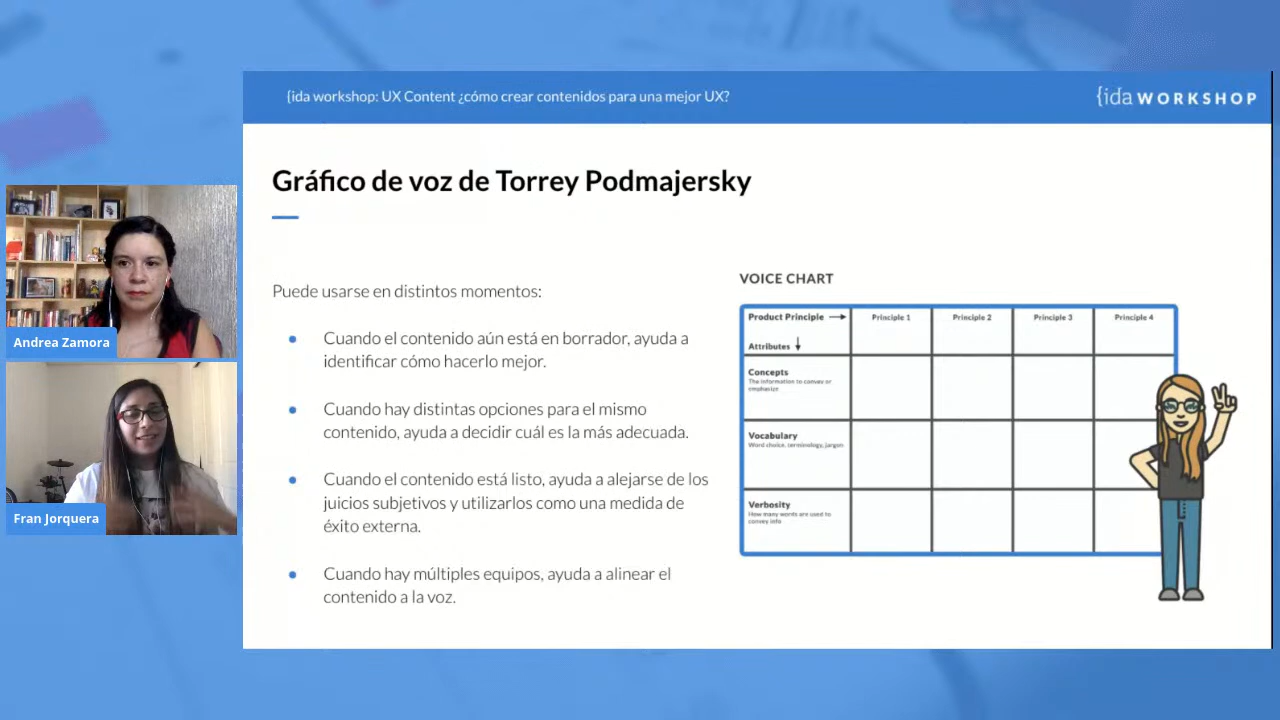 {ida workshop: UX Content ¿cómo crear contenidos para una mejor UX?
{ida WORKSHOP
Gráfico de voz de Torrey Podmajersky
Puede usarse en distintos momentos:
Cuando el contenido aún está en borrador, ayuda a
identificar cómo hacerlo mejor.
Cuando hay distintas opciones para el mismo
contenido, ayuda a decidir cuál es la más adecuada.
Cuando el contenido está listo, ayuda a alejarse de los
juicios subjetivos y utilizarlos como una medida de
éxito externa.
Cuando hay múltiples equipos, ayuda a alinear el
contenido a la voz.
VOICE CHART
Product Principle
Principle 1
Principle 2
Principle 3
Principle 4
Attributes
Concepts
The information to convey or
emphasize
Vocabulary
Word choice, terminology, jargon
Verbosity
How many words are used to
convey info
Andrea Zamora
Fran Jorquera